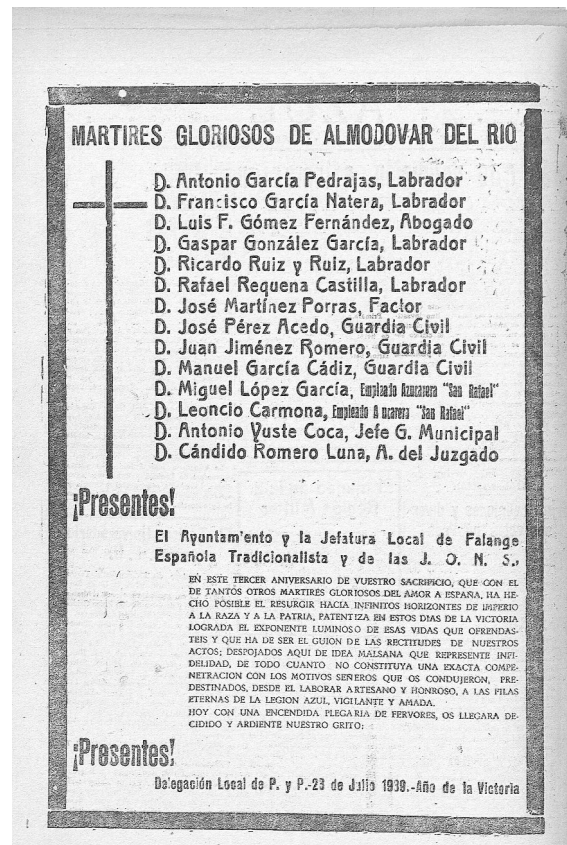 MARTIRES GLORIOSOS DE ALMODOVAR DEL RIO
D. Antonio García Pedrajas, Labrador
D. Francisco García Natera, Labrador
D. Luis F. Gómez Fernández, Abogado
D. Gaspar González García, Labrador
D. Ricardo Ruiz y Ruiz, Labrador
D. Rafael Requena Castilla, Labrador
D. José Martínez Porras, Factor
D. José Pérez Acedo, Guardia Civil
D. Juan Jiménez Romero, Guardia Civil
D. Manuel García Cádiz, Guardia Civil
D. Miguel López García, Empleado Azucarera "San Rafael"
D. Leoncio Carmona, Empleado A ucarera "San Rafael"
D. Antonio Yuste Coca, Jefe G. Municipal
D. Cándido Romero Luna, A. del Juzgado
¡Presentes!
El Ayuntam'ento y la Jefatura Local de Falange
Española Tradicionalista y de las J. O. N. S.,
EN ESTE TERCER ANIVERSARIO DE VUESTRO SACRIFICIO, QUE CON EL
DE TANTOS OTROS MARTIRES GLORIOSOS DEL AMOR A ESPAÑA, HA HE-
CHO POSIBLE EL RESURGIR HACIA INFINITOS HORIZONTES DE IMPERIO
A LA RAZA Y A LA PATRIA, PATENTIZA EN ESTOS DIAS DE LA VICTORIA
LOGRADA EL EXPONENTE LUMINOSO DE ESAS VIDAS QUE OFRENDAS-
TEIS Y QUE HA DE SER EL GUION DE LAS RECTITUDES DE NUESTROS
ACTOS; DESPOJADOS AQUI DE IDEA MALSANA QUE REPRESENTE INFI-
DELIDAD, DE TODO CUANTO NO CONSTITUYA UNA EXACTA COMPE-
NETRACION CON LOS MOTIVOS SEÑEROS QUE OS CONDUJERON, PRE-
DESTINADOS, DESDE EL LABORAR ARTESANO Y HONROSO, A LAS FILAS
ETERNAS DE LA LEGION AZUL, VIGILANTE Y AMADA.
HOY CON UNA ENCENDIDA PLEGARIA DE FERVORES, OS LLEGARA DE-
CIDIDO Y ARDIENTE NUESTRO GRITO:
¡Presentes!
Delegación Local de P. y P.-23 de Julio 1939.-Año de la Victoria